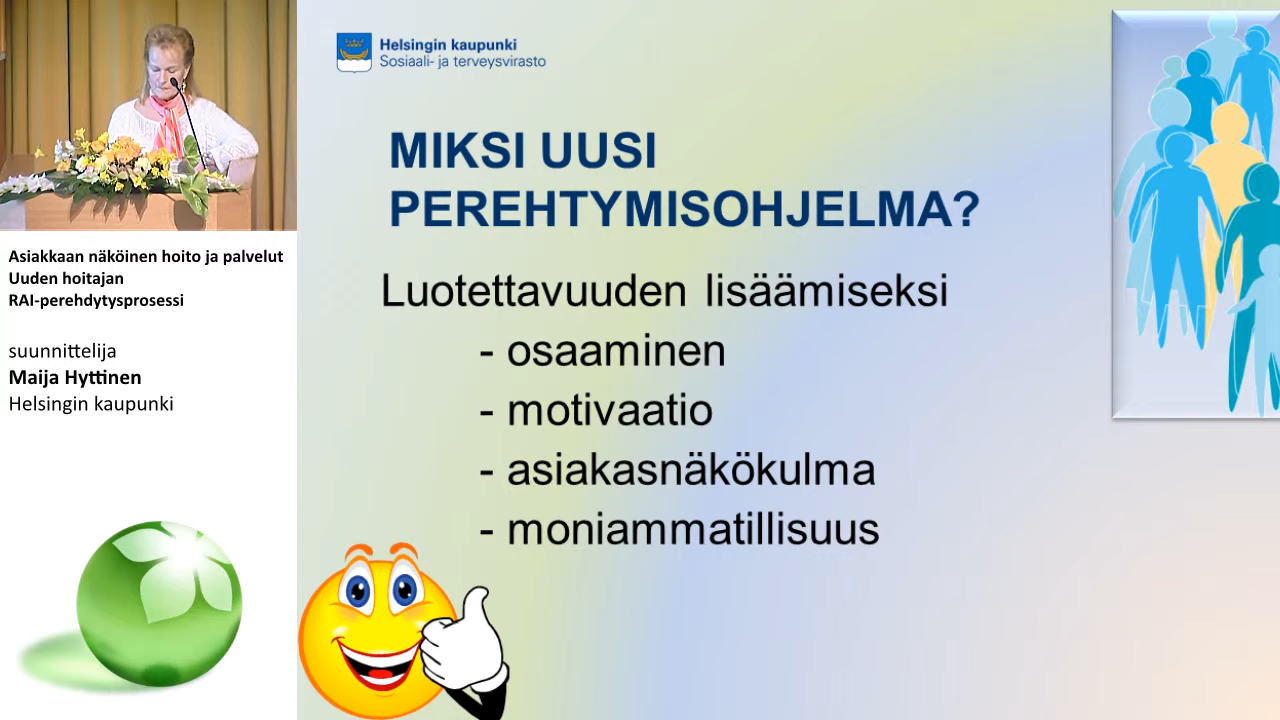 Asiakkaan näköinen hoito ja palvelut
Uuden hoitajan
RAI-perehdytysprosessi
suunnittelija
Maija Hyttinen
Helsingin kaupunki
Helsingin kaupunki
Sosiaali- ja terveysvirasto
MIKSI UUSI
PEREHTYMISOHJELMA?
Luotettavuuden lisäämiseksi
- osaaminen
- motivaatio
- asiakasnäkökulma
- moniammatillisuus